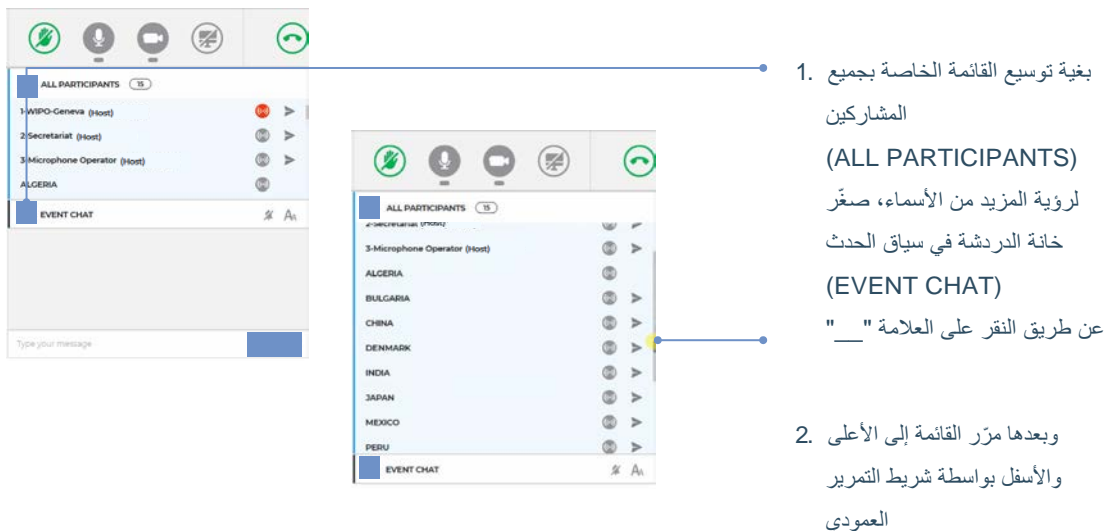 ALL PARTICIPANTS 15
1-WIPO-Geneva (Host)
2-Secretariat (Host)
3-Microphone Operator (Host)
ALGERIA
EVENT CHAT
Type your message
ALL PARTICIPANTS 15
2-Secretariat (Host)
3-Microphone Operator (Host)
ALGERIA
BULGARIA
CHINA
DENMARK
INDIA
JAPAN
MEXICO
PERU
EVENT CHAT
1. بغية توسيع القائمة الخاصة بجميع
المشاركين
(ALL PARTICIPANTS)
لرؤية المزيد من الأسماء، صغّر
خانة الدردشة في سياق الحدث
(EVENT CHAT)
عن طريق النقر على العلامة "__"
2. وبعدها مرّر القائمة إلى الأعلى
والأسفل بواسطة شريط التمرير
العمودي